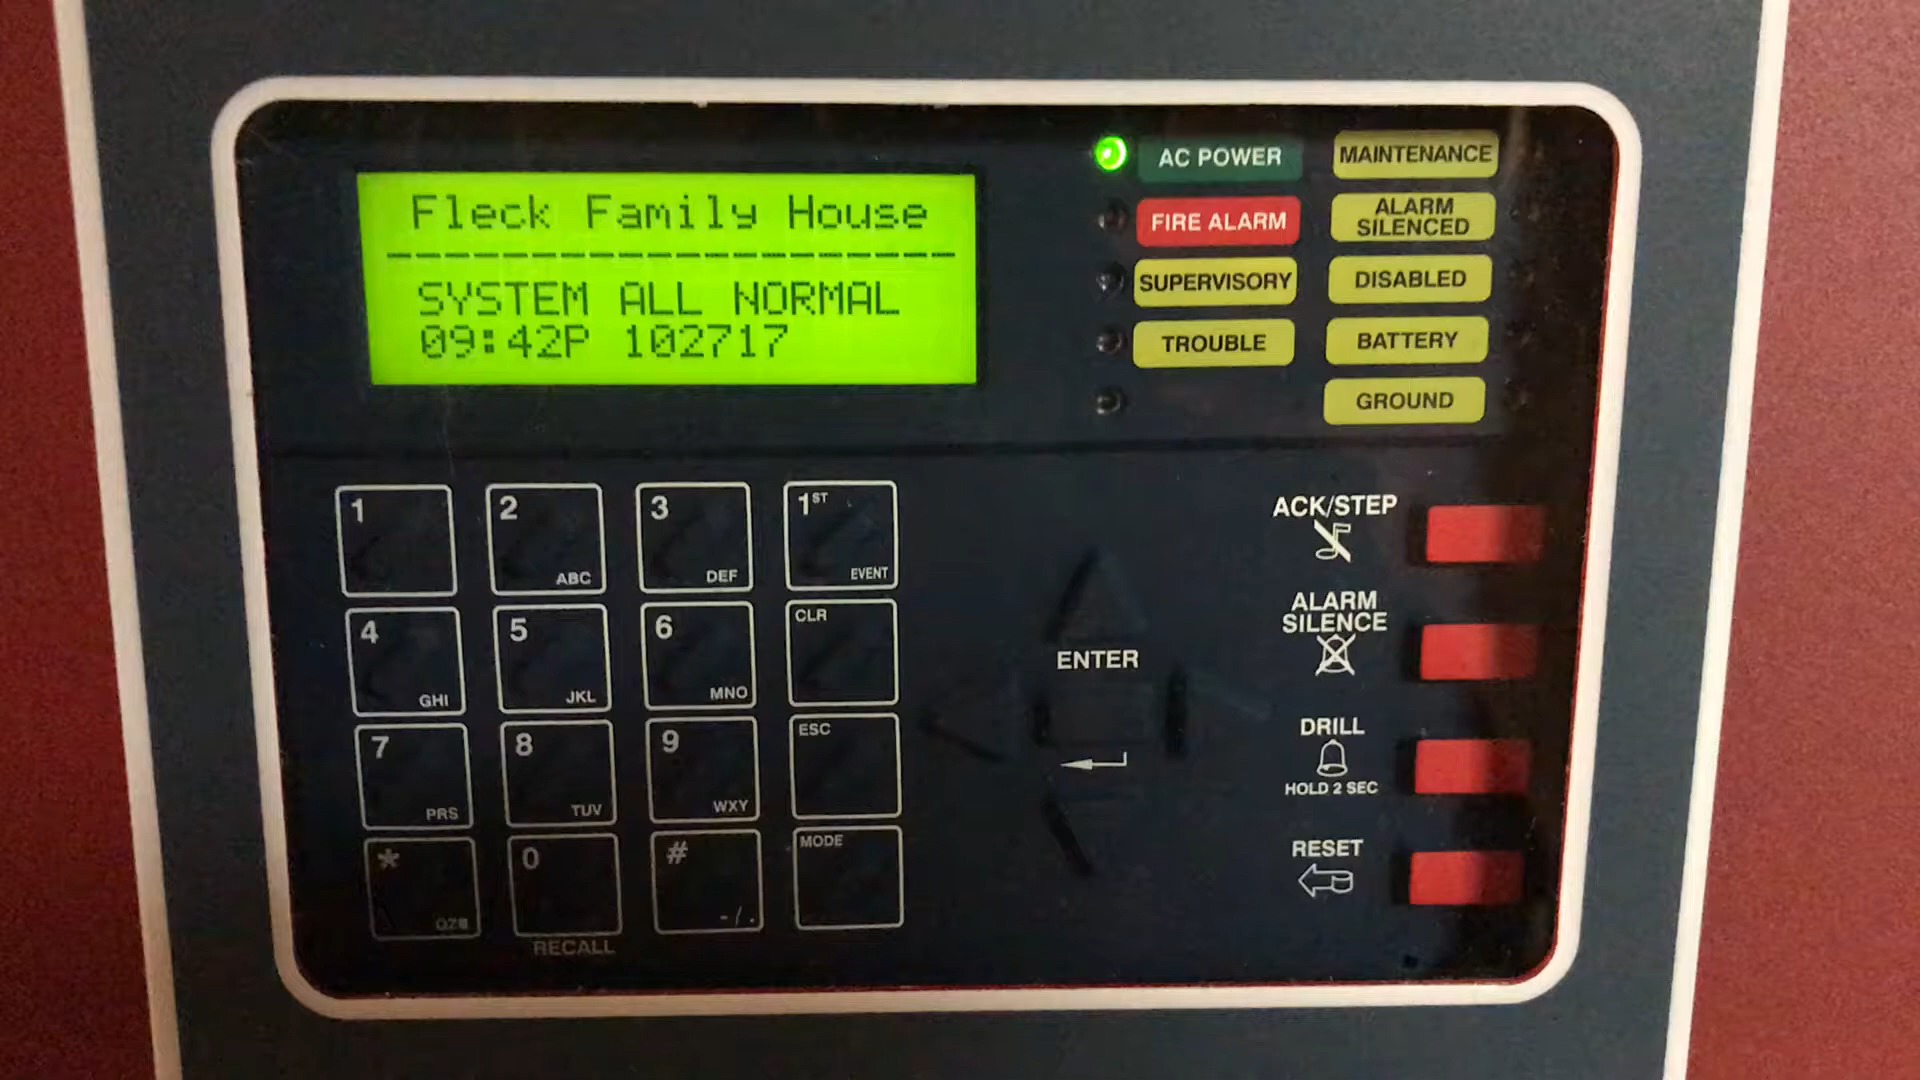 Fleck Family House
--------------------
SYSTEM ALL NORMAL
09:42P 102717
AC POWER
FIRE ALARM
SUPERVISORY
TROUBLE
MAINTENANCE
ALARM
SILENCED
DISABLED
BATTERY
GROUND
1
2 ABC
3 DEF
1ST EVENT
4 GHI
5 JKL
6 MNO
CLR
7 PRS
8 TUV
9 WXY
ESC
*
0
# -/.
MODE
RECALL
ENTER
ACK/STEP
ALARM
SILENCE
DRILL
HOLD 2 SEC
RESET